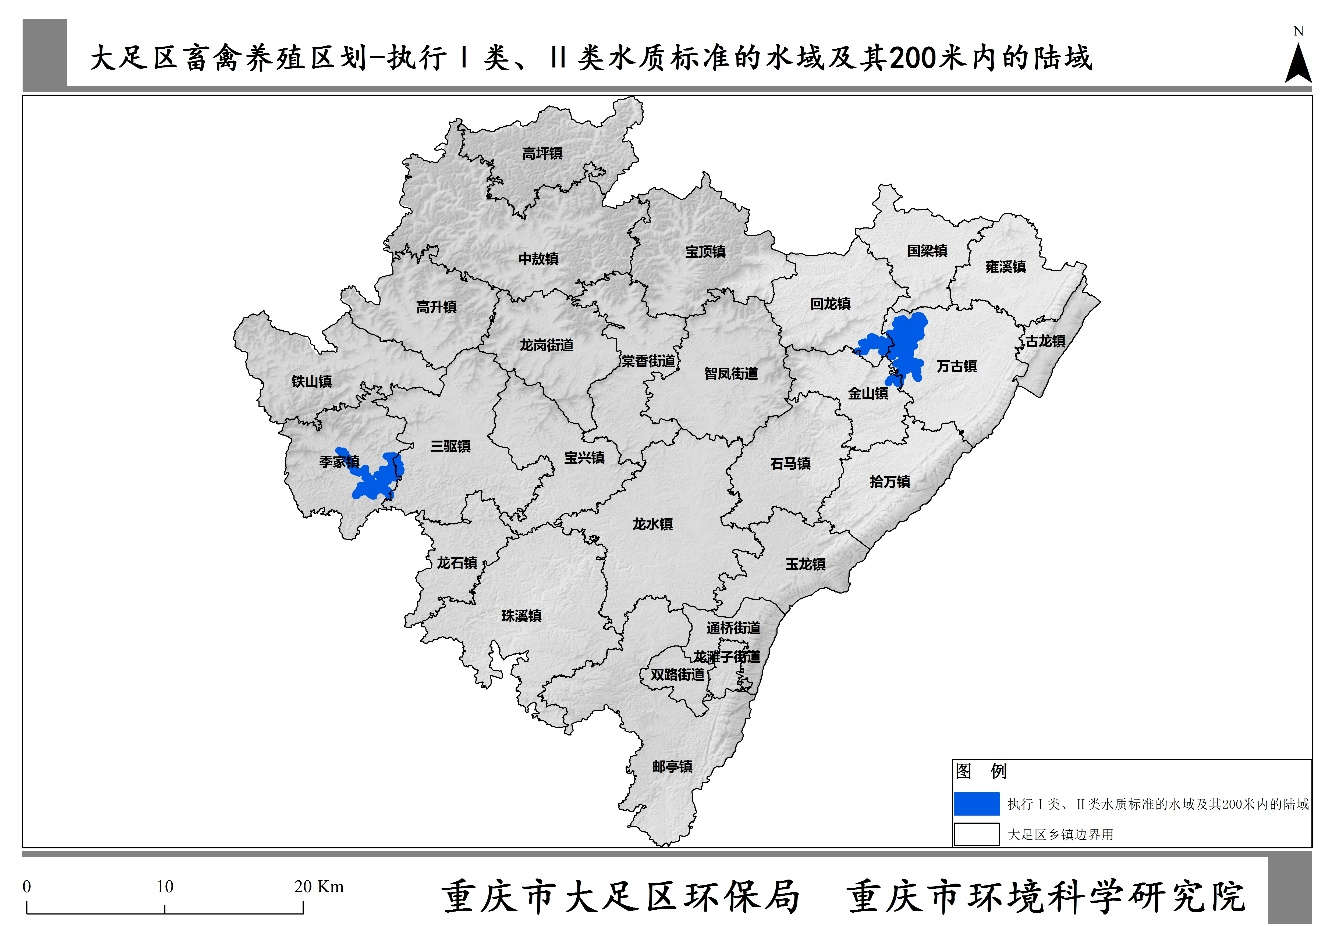 大足区畜禽养殖区划-执行Ⅰ类、Ⅱ类水质标准的水域及其200米内的陆域
N
高坪镇
中敖镇
宝顶镇
国梁镇
雍溪镇
高升镇
回龙镇
龙岗街道
棠香街道
智凤街道
古龙镇
万古镇
铁山镇
金山镇
季家镇
三驱镇
宝兴镇
石马镇
拾万镇
龙水镇
龙石镇
玉龙镇
珠溪镇
通桥街道
龙滩子街道
双路街道
邮亭镇
图 例
执行Ⅰ类、Ⅱ类水质标准的水域及其200米内的陆域
大足区乡镇边界用
0 10 20 Km
重庆市大足区环保局 重庆市环境科学研究院